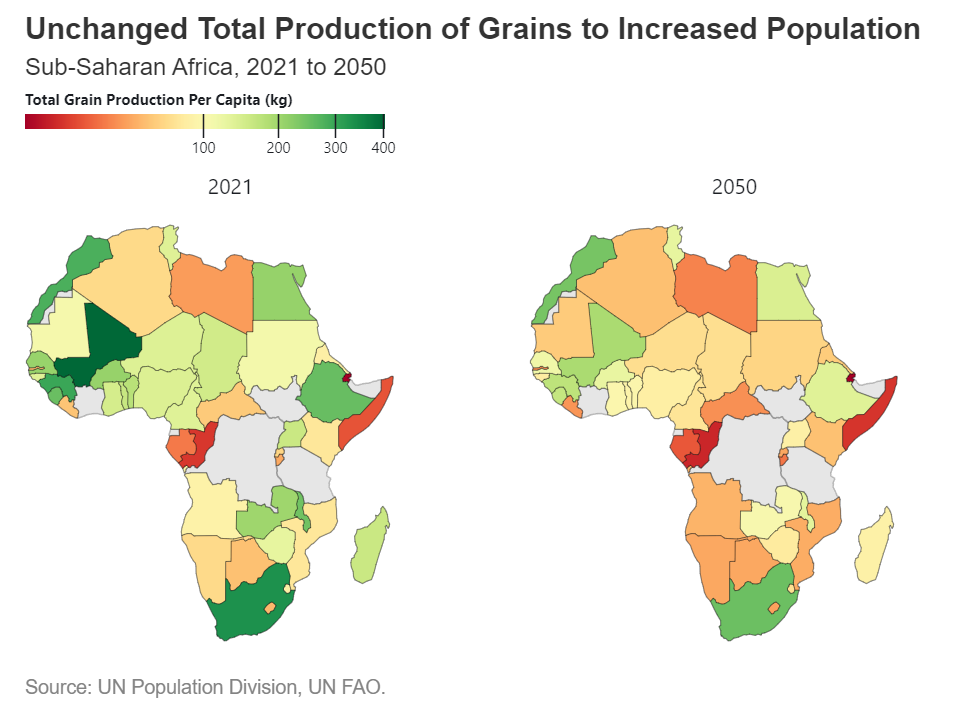 Unchanged Total Production of Grains to Increased Population
Sub-Saharan Africa, 2021 to 2050
Total Grain Production Per Capita (kg)
100 200 300 400
2021 2050
Source: UN Population Division, UN FAO.